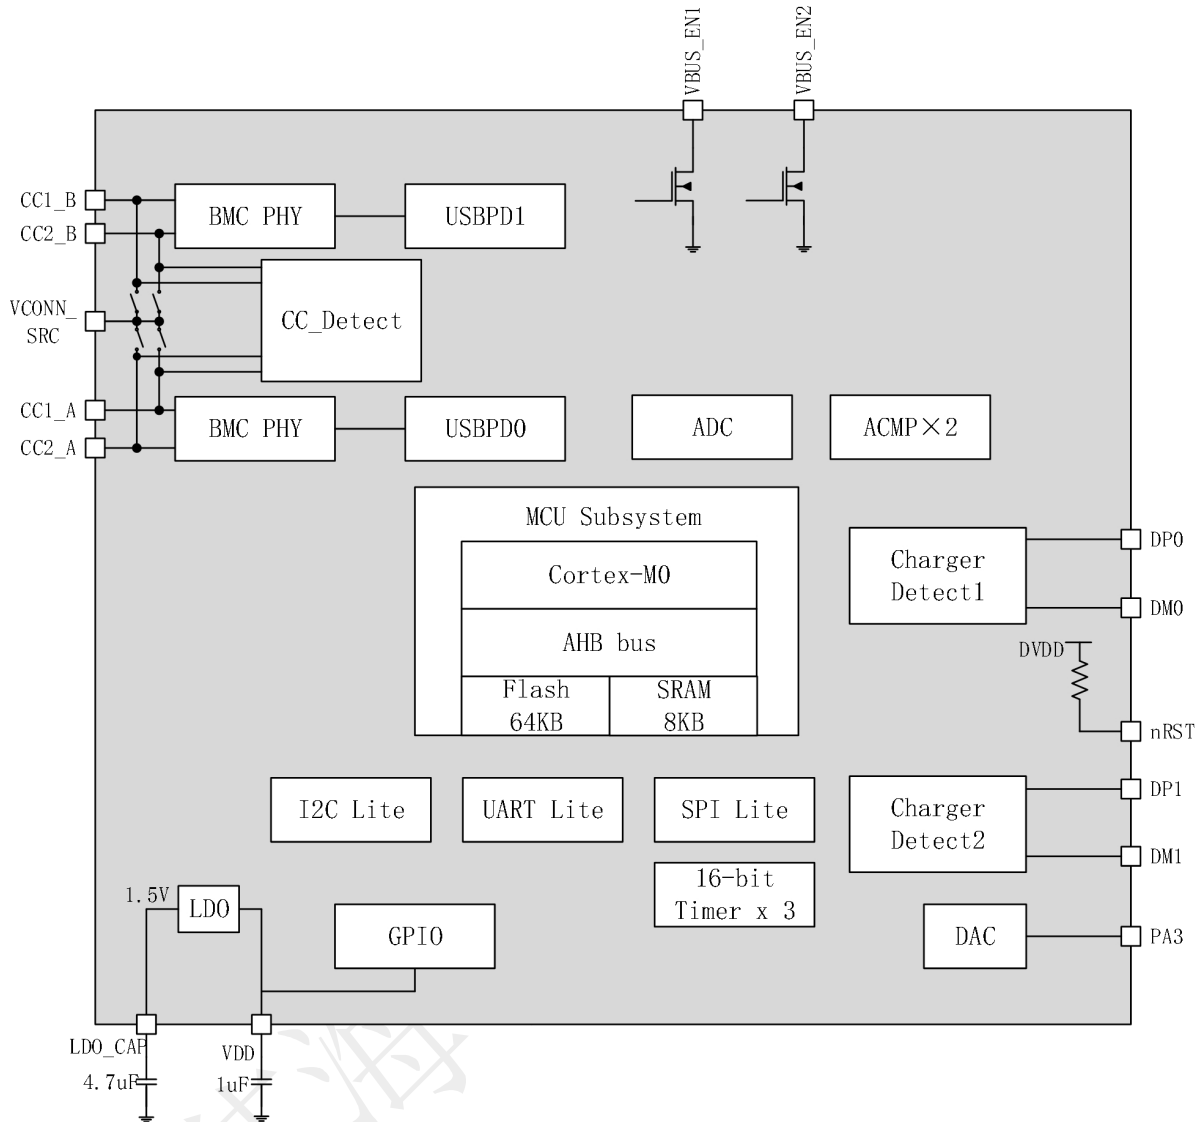 VBUS_EN1
VBUS_EN2
CC1_B
CC2_B
BMC PHY
USBPD1
VCONN_
SRC
CC_Detect
CC1_A
CC2_A
BMC PHY
USBPD0
ADC
ACMP×2
MCU Subsystem
Cortex-M0
AHB bus
Flash
64KB
SRAM
8KB
Charger
Detect1
DP0
DM0
DVDD
nRST
I2C Lite
UART Lite
SPI Lite
Charger
Detect2
DP1
DM1
16-bit
Timer x 3
1.5V
LDO
GPIO
DAC
PA3
LDO_CAP
4.7uF
VDD
1uF
海